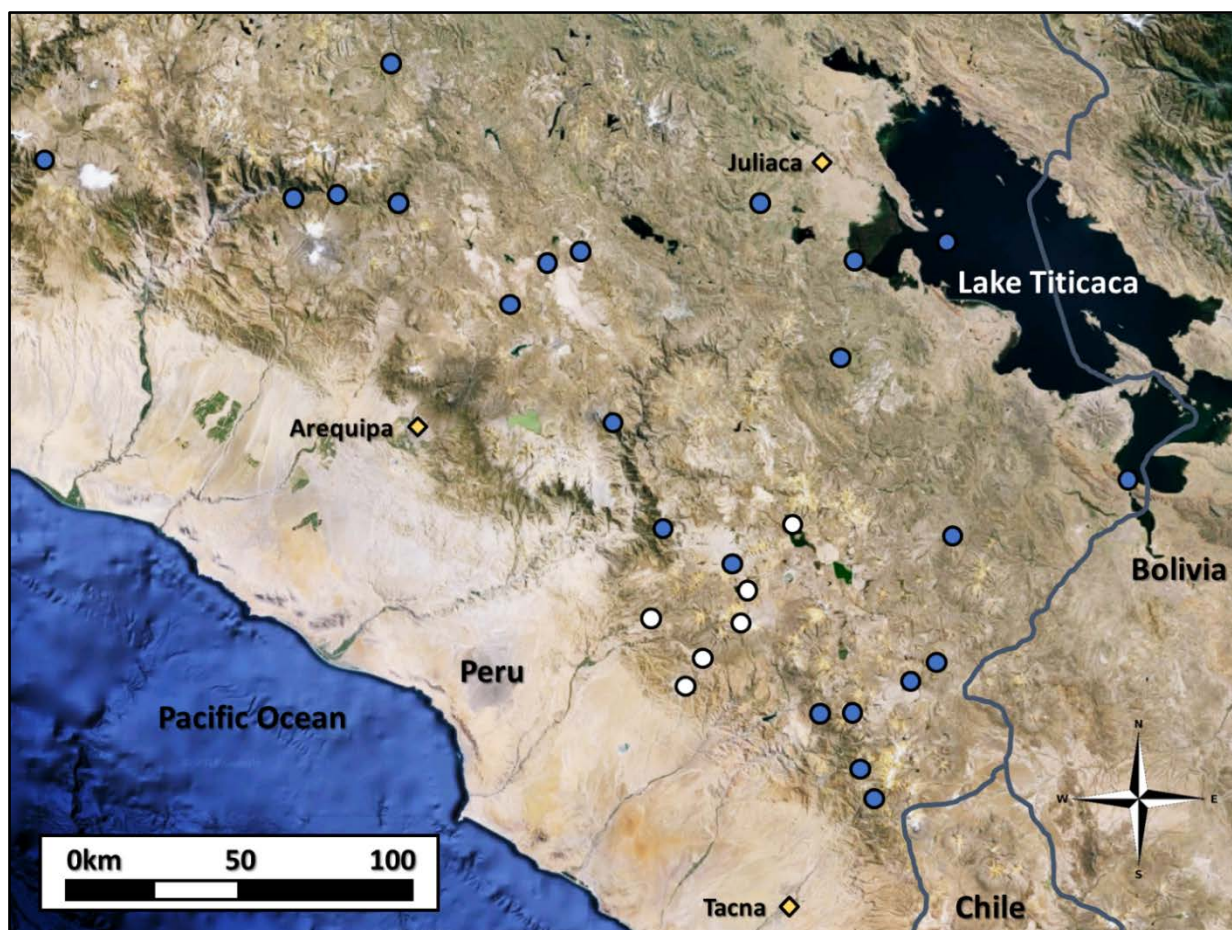 Juliaca
Lake Titicaca
Arequipa
Bolivia
Peru
Pacific Ocean
N
W
E
S
0km 50 100
Tacna
Chile